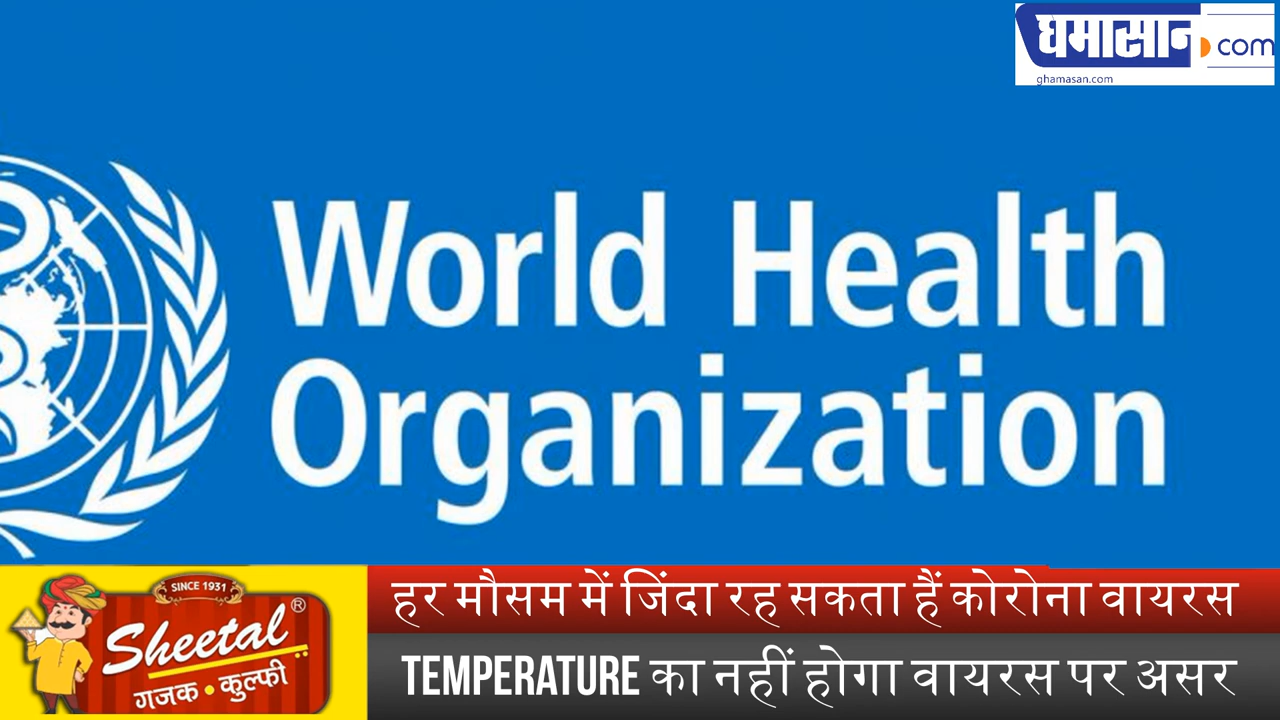 घमासान.com
ghamasan.com
World Health
Organization
SINCE 1931
Sheetal®
गजक • कुल्फी
हर मौसम में जिंदा रह सकता हैं कोरोना वायरस
TEMPERATURE का नहीं होगा वायरस पर असर